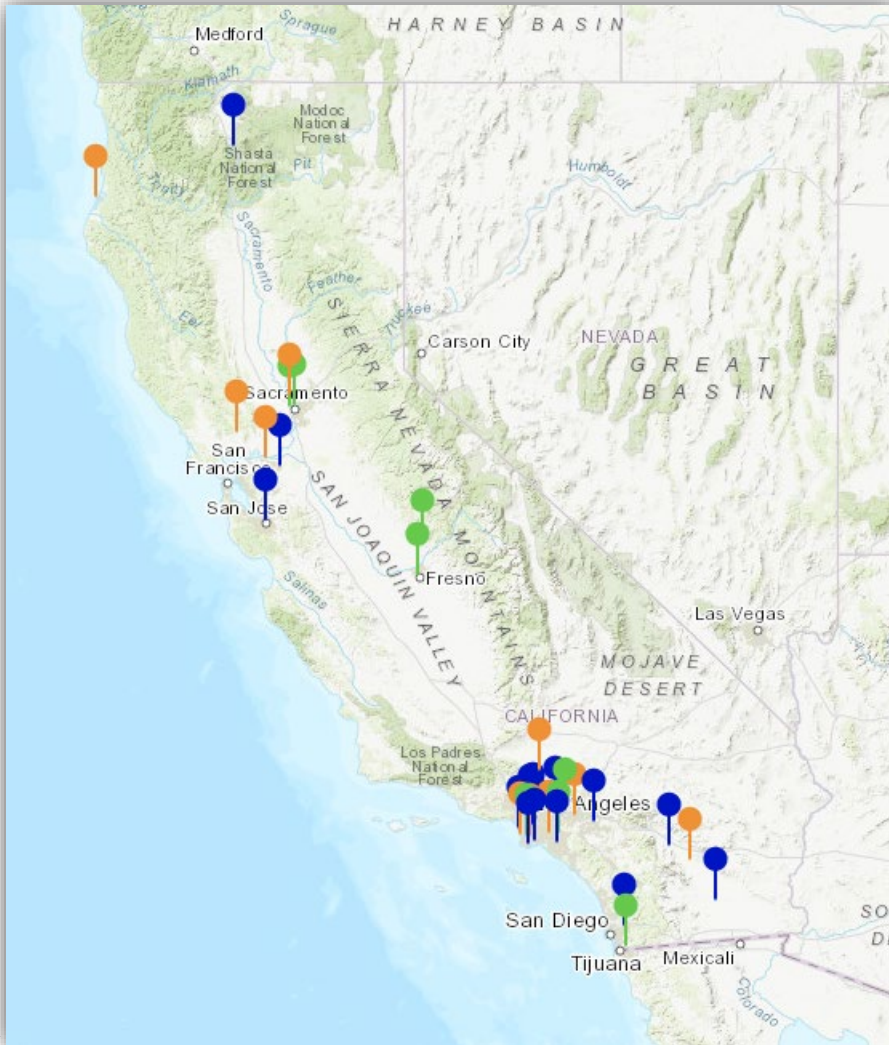 Sprague
HARNEY BASIN
Medford
Klamath
Modoc
National
Forest
Shasta
National
Forest
Pit
Trinity
Humboldt
Sacramento
Feather
Truckee
Eel
SIERRA NEVADA MOUNTAINS
Carson City
NEVADA
GREAT
BASIN
Sacramento
San
Francisco
San Jose
SAN JOAQUIN VALLEY
Fresno
Salinas
Las Vegas
MOJAVE
DESERT
CALIFORNIA
Los Padres
National
Forest
Angeles
San Diego
SO
D
Tijuana
Mexicali
Colorado